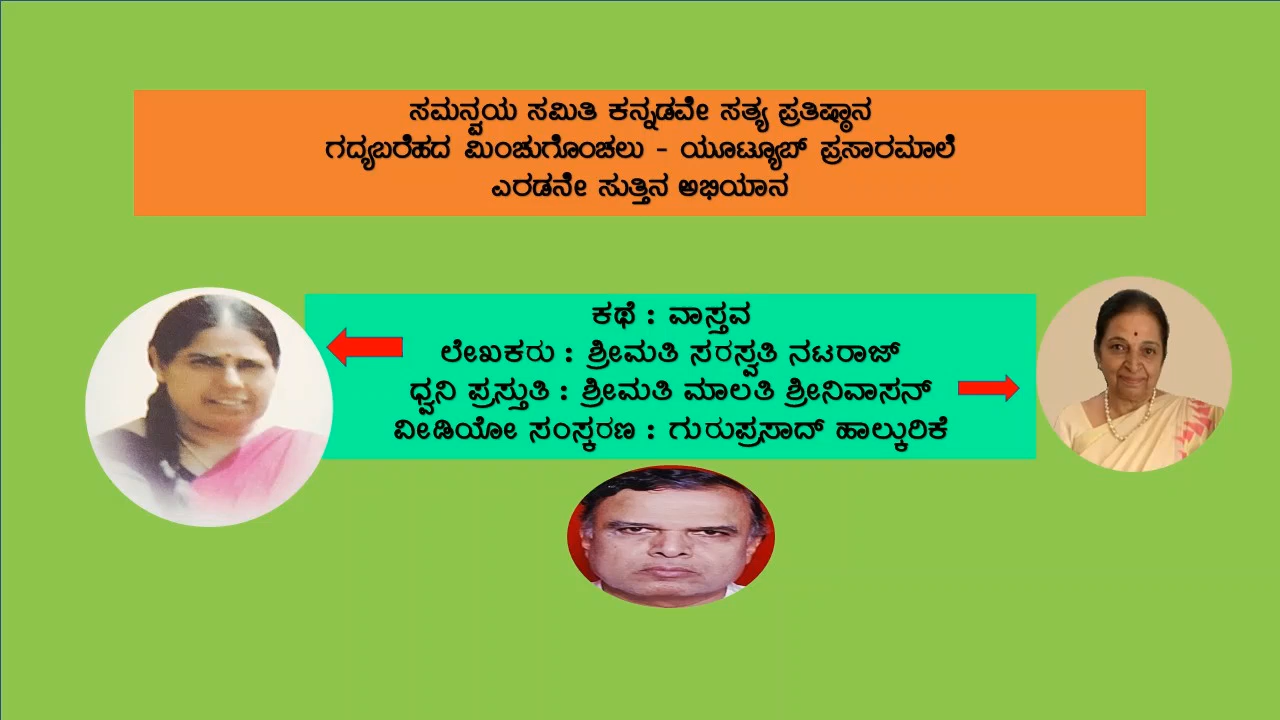 ಸಮನ್ವಯ ಸಮಿತಿ ಕನ್ನಡವೇ ಸತ್ಯ ಪ್ರತಿಷ್ಠಾನ
ಗದ್ಯಬರೆಹದ ಮಿಂಚುಗೊಂಚಲು - ಯೂಟ್ಯೂಬ್ ಪ್ರಸಾರಮಾಲೆ
ಎರಡನೇ ಸುತ್ತಿನ ಅಭಿಯಾನ
ಕಥೆ : ವಾಸ್ತವ
ಲೇಖಕರು : ಶ್ರೀಮತಿ ಸರಸ್ವತಿ ನಟರಾಜ್
ಧ್ವನಿ ಪ್ರಸ್ತುತಿ : ಶ್ರೀಮತಿ ಮಾಲತಿ ಶ್ರೀನಿವಾಸನ್
ವೀಡಿಯೋ ಸಂಸ್ಕರಣ : ಗುರುಪ್ರಸಾದ್ ಹಾಲ್ಕುರಿಕೆ